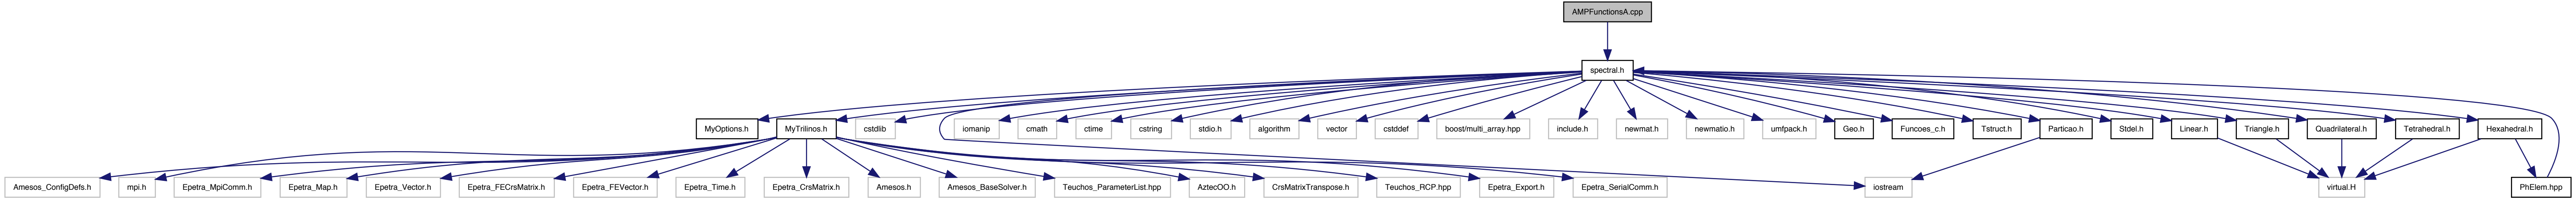 AMPFunctionsA.cpp
spectral.h
MyOptions.h
MyTrilinos.h
cstdlib
iomanip
cmath
ctime
cstring
stdio.h
algorithm
vector
cstddef
boost/multi_array.hpp
include.h
newmat.h
newmatio.h
umfpack.h
Geo.h
Funcoes_c.h
Tstruct.h
Particao.h
Stdel.h
Linear.h
Triangle.h
Quadrilateral.h
Tetrahedral.h
Hexahedral.h
Amesos_ConfigDefs.h
mpi.h
Epetra_MpiComm.h
Epetra_Map.h
Epetra_Vector.h
Epetra_FECrsMatrix.h
Epetra_FEVector.h
Epetra_Time.h
Epetra_CrsMatrix.h
Amesos.h
Amesos_BaseSolver.h
Teuchos_ParameterList.hpp
AztecOO.h
CrsMatrixTranspose.h
Teuchos_RCP.hpp
Epetra_Export.h
Epetra_SerialComm.h
iostream
virtual.H
PhElem.hpp